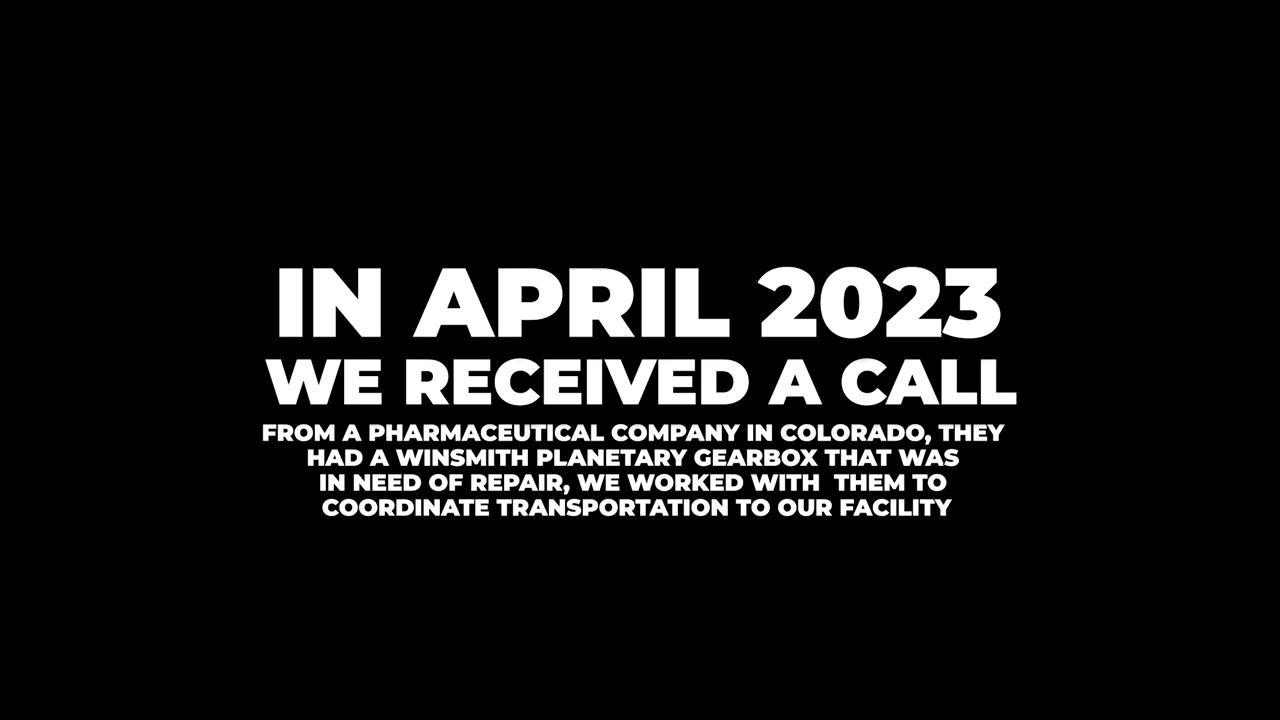 IN APRIL 2023
WE RECEIVED A CALL
FROM A PHARMACEUTICAL COMPANY IN COLORADO, THEY
HAD A WINSMITH PLANETARY GEARBOX THAT WAS
IN NEED OF REPAIR, WE WORKED WITH  THEM TO
COORDINATE TRANSPORTATION TO OUR FACILITY